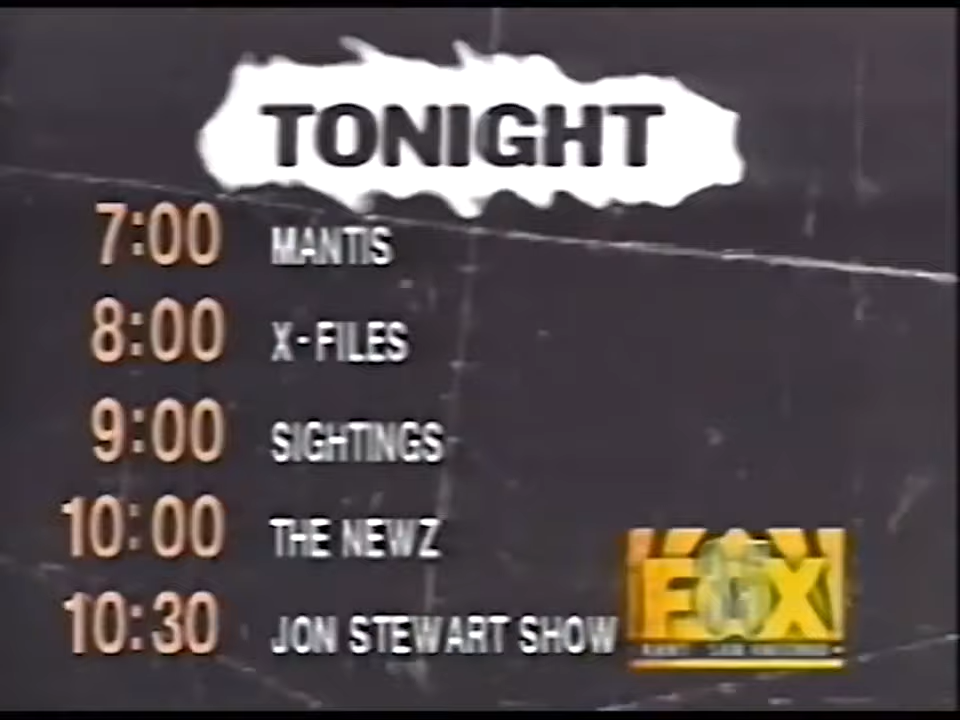 TONIGHT
7:00 MANTIS
8:00 X-FILES
9:00 SIGHTINGS
10:00 THE NEWZ
10:30 JON STEWART SHOW
FOX